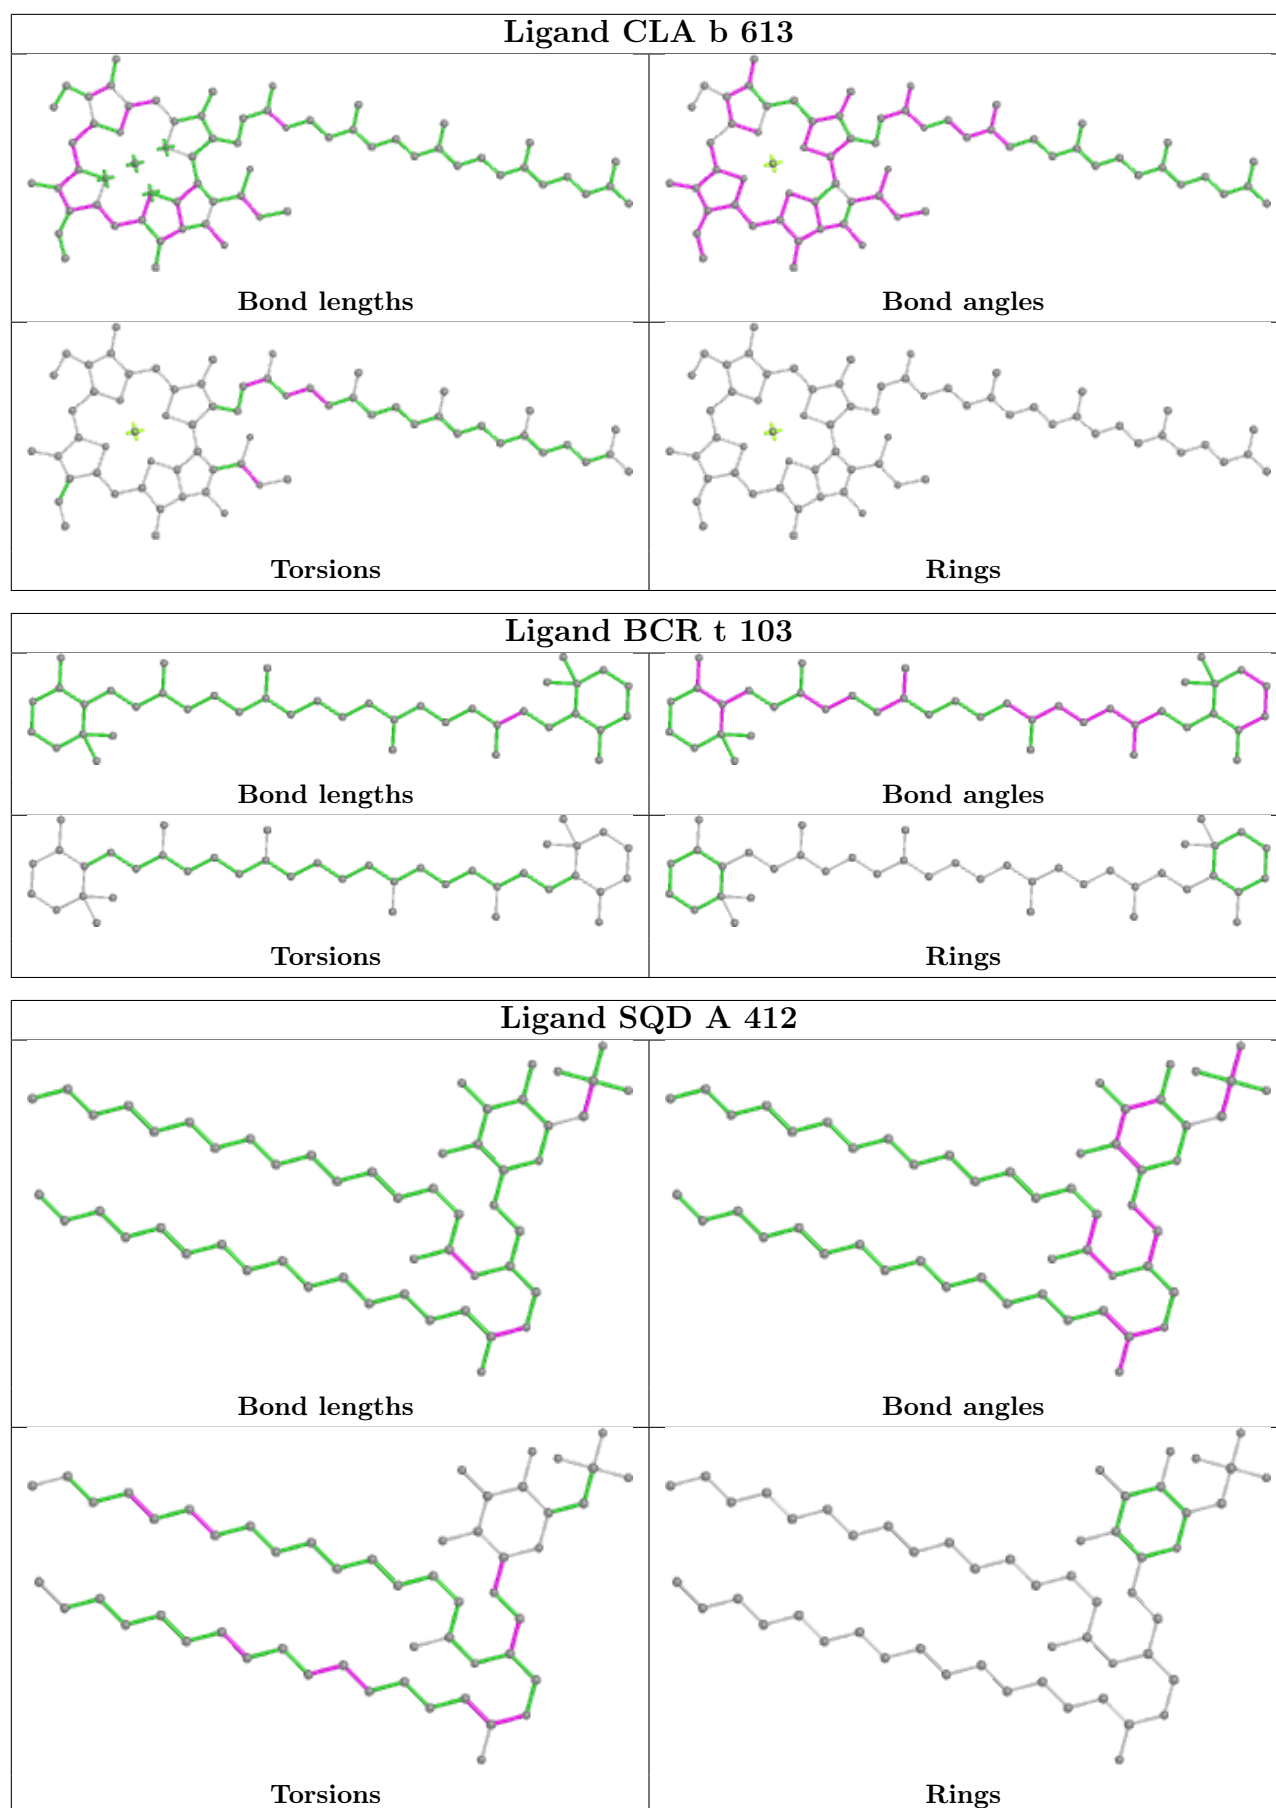 Ligand CLA b 613
Bond lengths
Bond angles
Torsions
Rings
Ligand BCR t 103
Bond lengths
Bond angles
Torsions
Rings
Ligand SQD A 412
Bond lengths
Bond angles
Torsions
Rings